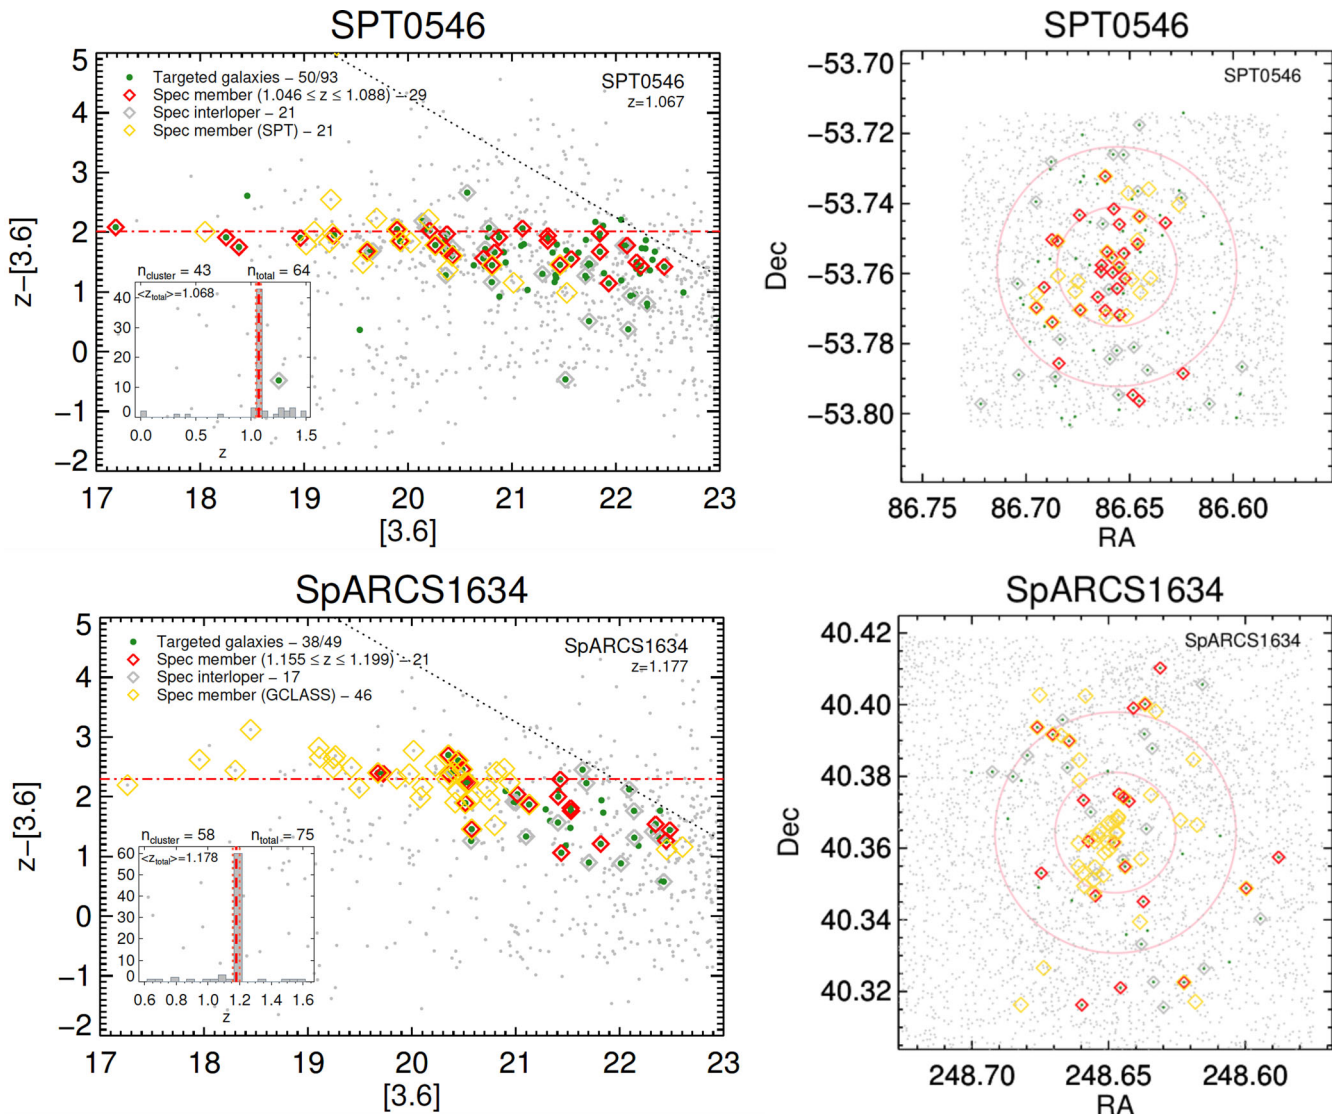 SPT0546
5
4
3
2
1
0
−1
−2
z−[3.6]
Targeted galaxies − 50/93
Spec member (1.046 ≤ z ≤ 1.088) − 29
Spec interloper − 21
Spec member (SPT) − 21
SPT0546
z=1.067
n_cluster = 43
n_total = 64
<z_total>=1.068
40
30
20
10
0
0.0 0.5 1.0 1.5
z
17 18 19 20 21 22 23
[3.6]
SPT0546
SPT0546
−53.70
−53.72
−53.74
−53.76
−53.78
−53.80
Dec
86.75 86.70 86.65 86.60
RA
SpARCS1634
5
4
3
2
1
0
−1
−2
z−[3.6]
Targeted galaxies − 38/49
Spec member (1.155 ≤ z ≤ 1.199) − 21
Spec interloper − 17
Spec member (GCLASS) − 46
SpARCS1634
z=1.177
n_cluster = 58
n_total = 75
<z_total>=1.178
60
50
40
30
20
10
0
0.6 0.8 1.0 1.2 1.4 1.6
z
17 18 19 20 21 22 23
[3.6]
SpARCS1634
SpARCS1634
40.42
40.40
40.38
40.36
40.34
40.32
Dec
248.70 248.65 248.60
RA